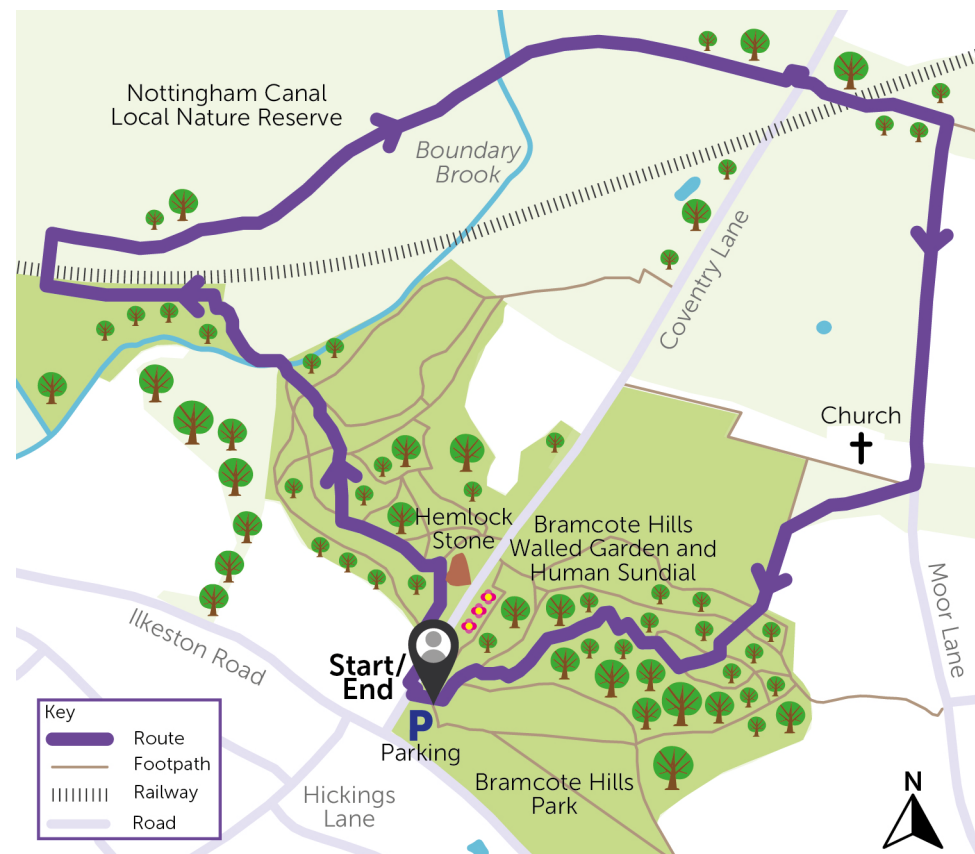 Nottingham Canal
Local Nature Reserve
Boundary
Brook
Coventry Lane
Church
Hemlock
Stone
Bramcote Hills
Walled Garden and
Human Sundial
Moor Lane
Ilkeston Road
Start/
End
P
Parking
Hickings
Lane
Bramcote Hills
Park
Key
Route
Footpath
Railway
Road
N